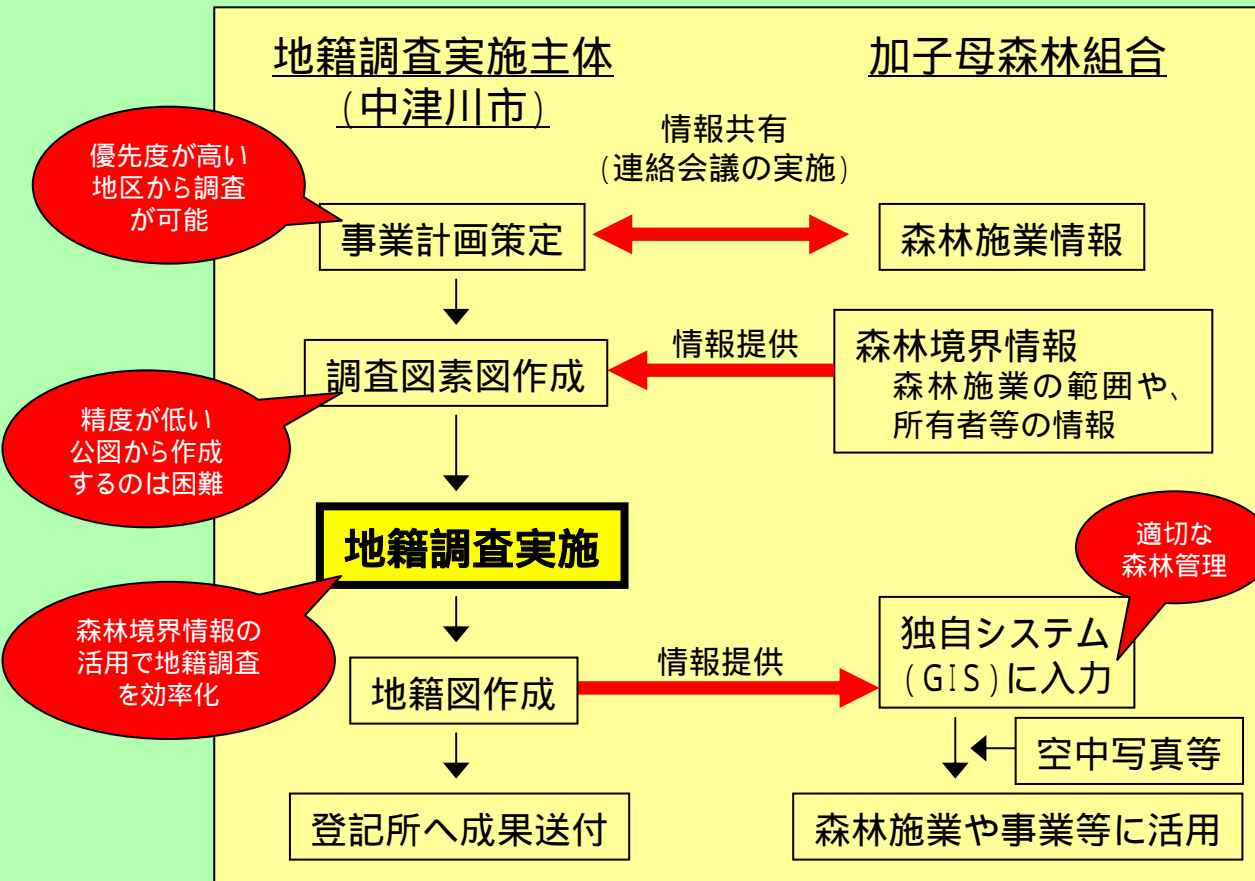 地籍調査実施主体
(中津川市)
加子母森林組合
情報共有
(連絡会議の実施)
優先度が高い
地区から調査
が可能
事業計画策定
森林施業情報
調査図素図作成
情報提供
森林境界情報
森林施業の範囲や、
所有者等の情報
精度が低い
公図から作成
するのは困難
地籍調査実施
適切な
森林管理
森林境界情報の
活用で地籍調査
を効率化
地籍図作成
情報提供
独自システム
(GIS)に入力
空中写真等
登記所へ成果送付
森林施業や事業等に活用